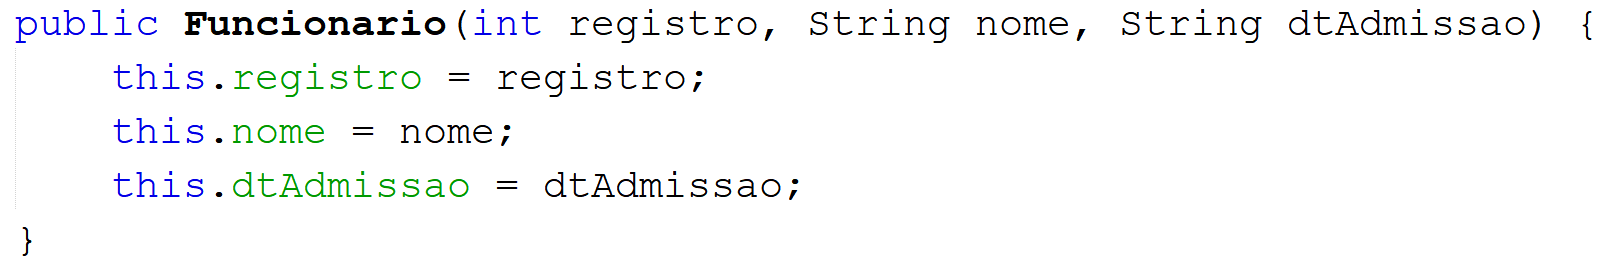 public Funcionario(int registro, String nome, String dtAdmissao) {
    this.registro = registro;
    this.nome = nome;
    this.dtAdmissao = dtAdmissao;
}